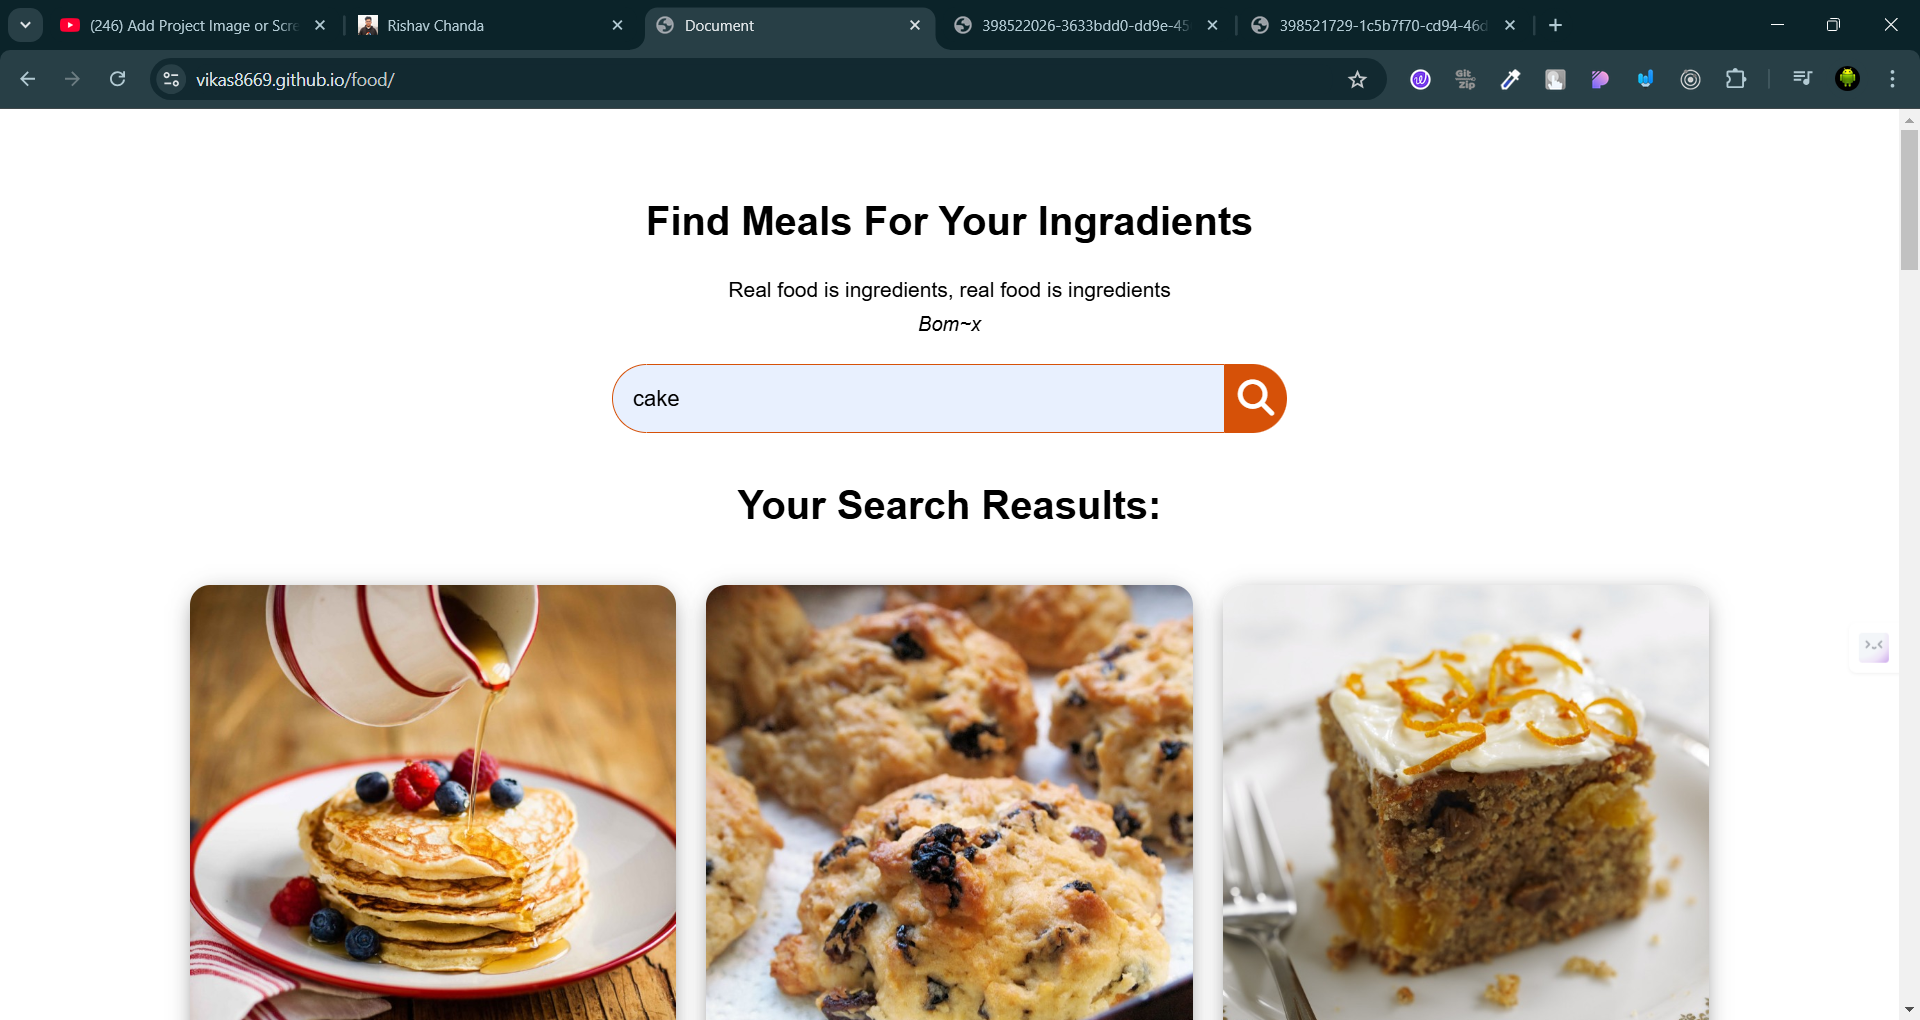 (246) Add Project Image or Scre
Rishav Chanda
Document
398522026-3633bdd0-dd9e-45
398521729-1c5b7f70-cd94-46d
vikas8669.github.io/food/
Git
Zip
Find Meals For Your Ingradients
Real food is ingredients, real food is ingredients
Bom~x
cake
Your Search Reasults: